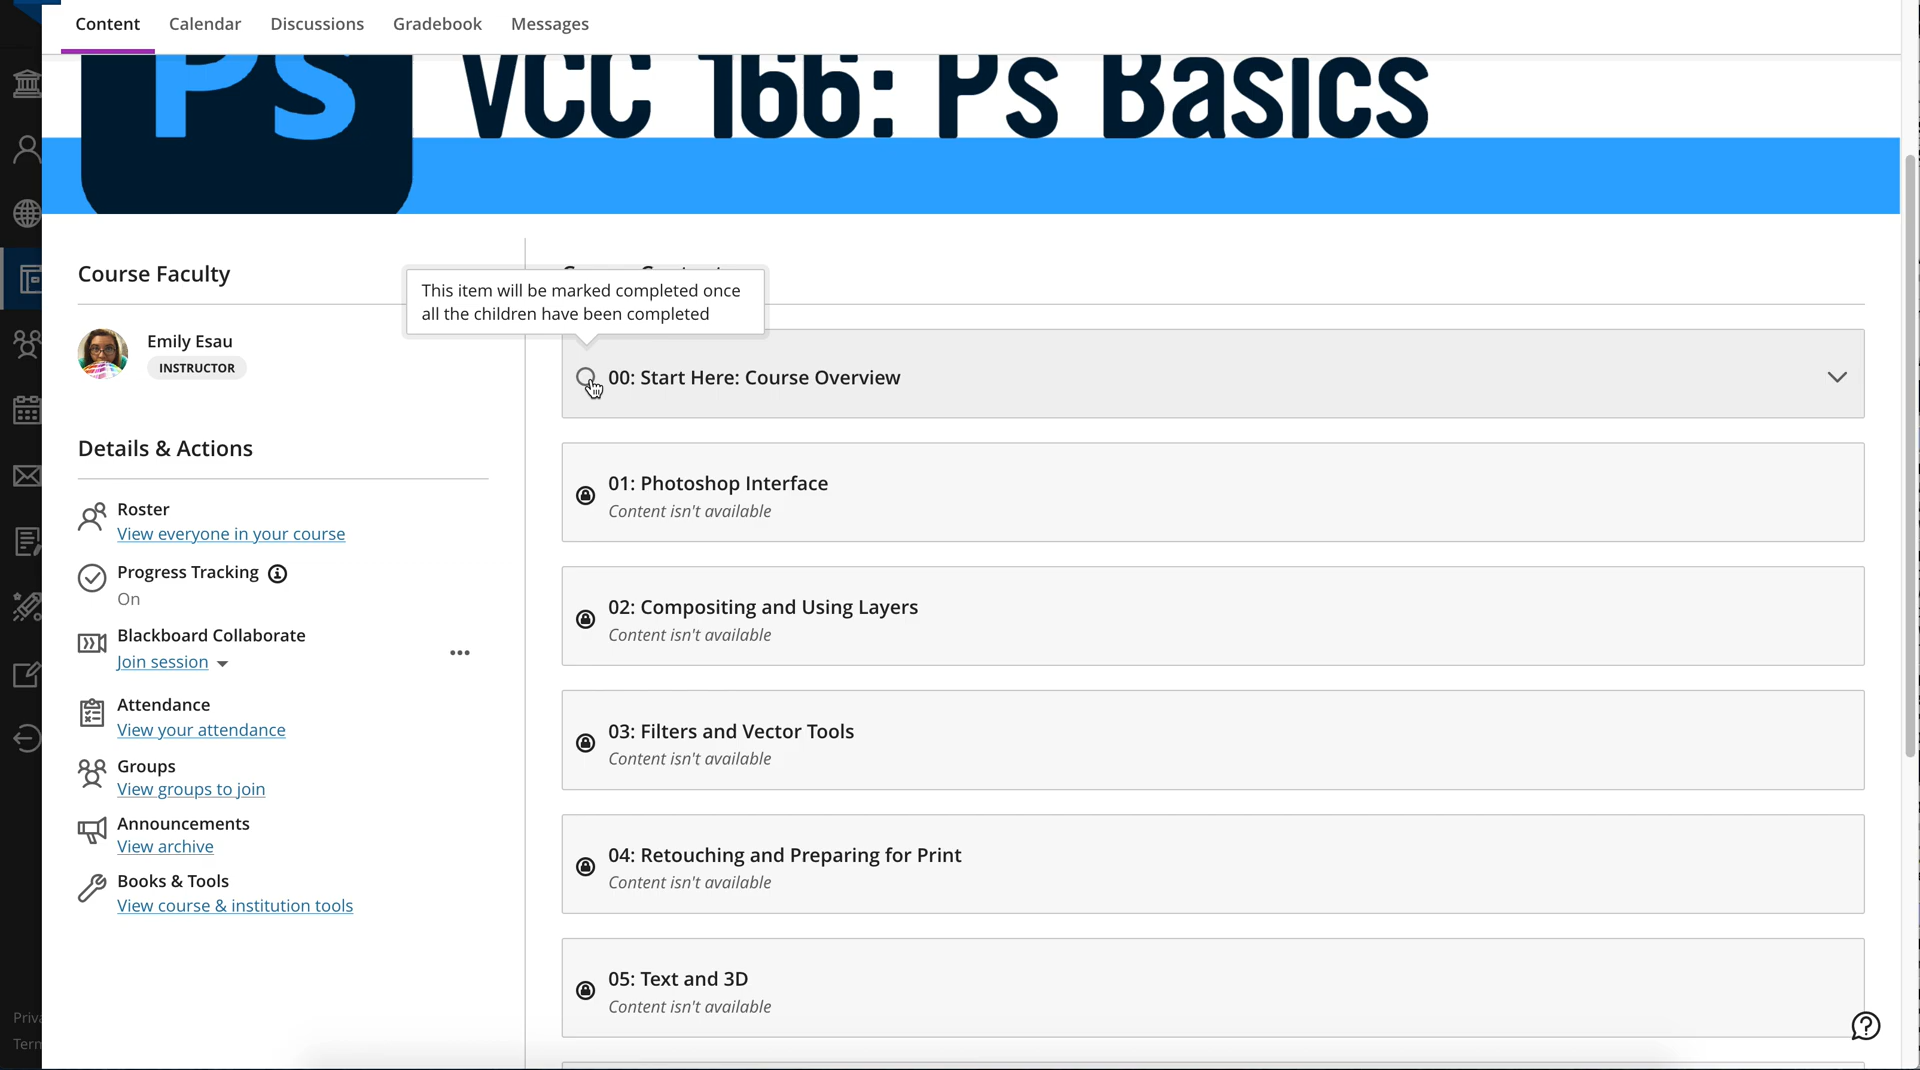 Content Calendar Discussions Gradebook Messages
Ps VCC 166: Ps Basics
Course Faculty
Emily Esau
INSTRUCTOR
Details & Actions
Roster
View everyone in your course
Progress Tracking
On
Blackboard Collaborate
Join session
Attendance
View your attendance
Groups
View groups to join
Announcements
View archive
Books & Tools
View course & institution tools
This item will be marked completed once
all the children have been completed
00: Start Here: Course Overview
01: Photoshop Interface
Content isn't available
02: Compositing and Using Layers
Content isn't available
03: Filters and Vector Tools
Content isn't available
04: Retouching and Preparing for Print
Content isn't available
05: Text and 3D
Content isn't available
Priva
Term